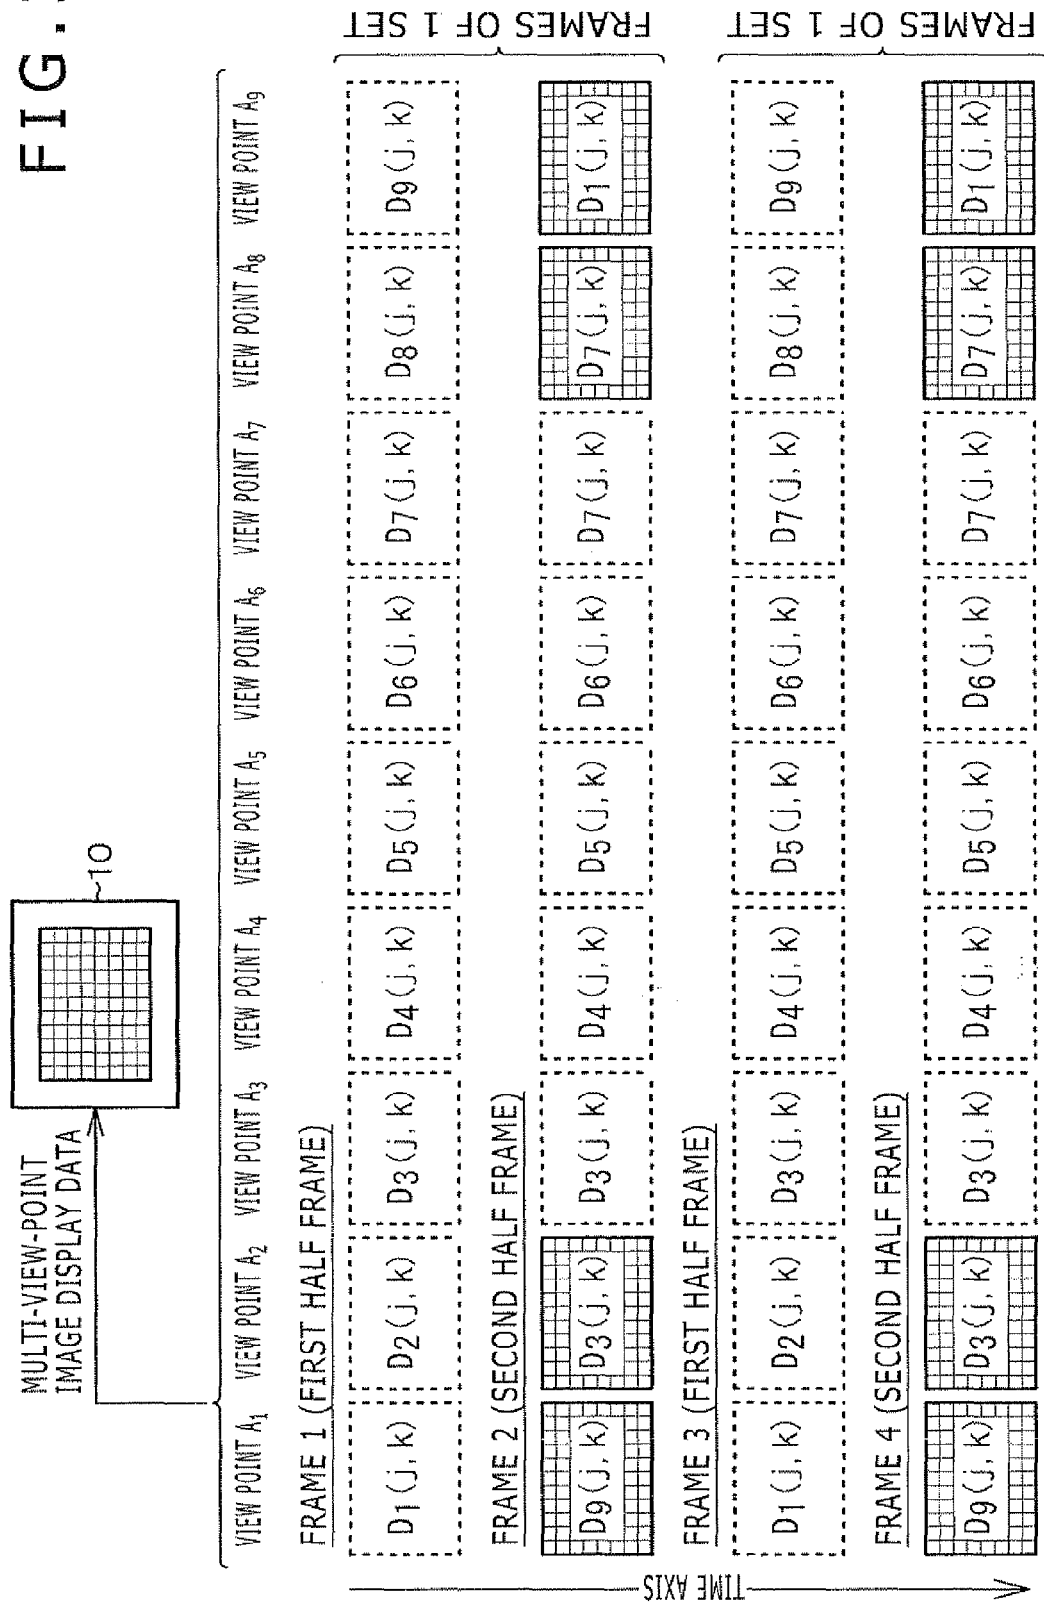 FIG.
MULTI-VIEW-POINT
IMAGE DISPLAY DATA
10
VIEW POINT A1 VIEW POINT A2 VIEW POINT A3 VIEW POINT A4 VIEW POINT A5 VIEW POINT A6 VIEW POINT A7 VIEW POINT A8 VIEW POINT A9
FRAME 1 (FIRST HALF FRAME)
D1(j, k) D2(j, k) D3(j, k) D4(j, k) D5(j, k) D6(j, k) D7(j, k) D8(j, k) D9(j, k)
FRAME 2 (SECOND HALF FRAME)
D9(j, k) D3(j, k) D3(j, k) D4(j, k) D5(j, k) D6(j, k) D7(j, k) D7(j, k) D1(j, k)
FRAMES OF 1 SET
FRAME 3 (FIRST HALF FRAME)
D1(j, k) D2(j, k) D3(j, k) D4(j, k) D5(j, k) D6(j, k) D7(j, k) D8(j, k) D9(j, k)
FRAME 4 (SECOND HALF FRAME)
D9(j, k) D3(j, k) D3(j, k) D4(j, k) D5(j, k) D6(j, k) D7(j, k) D7(j, k) D1(j, k)
FRAMES OF 1 SET
TIME AXIS